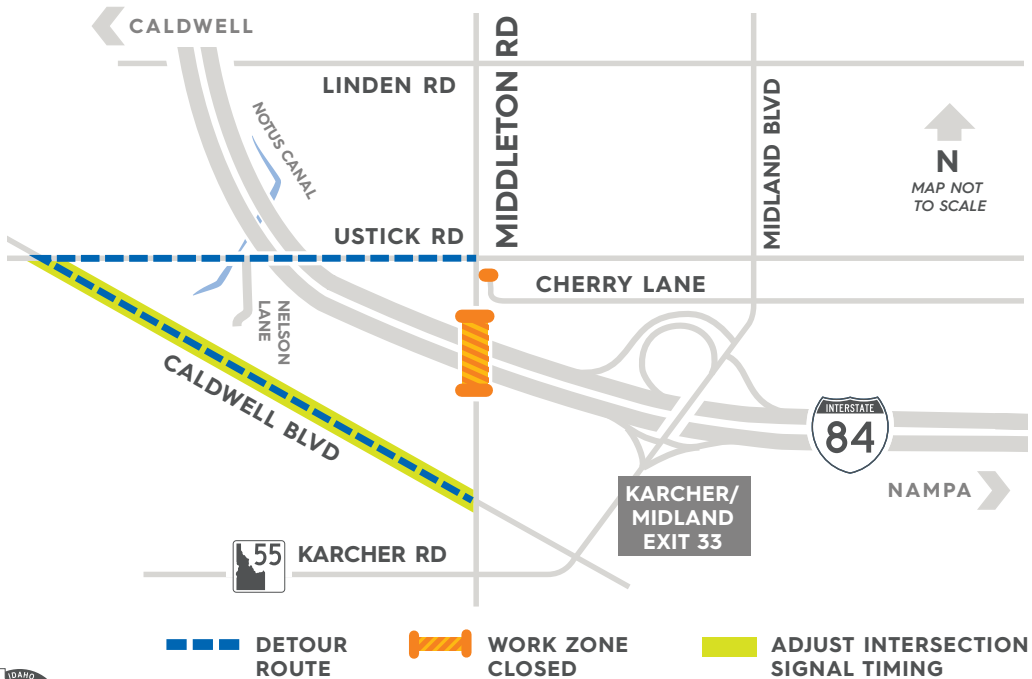 CALDWELL
LINDEN RD
MIDDLETON RD
MIDLAND BLVD
NOTUS CANAL
N
MAP NOT
TO SCALE
USTICK RD
CHERRY LANE
NELSON
LANE
CALDWELL BLVD
INTERSTATE
84
NAMPA
KARCHER/
MIDLAND
EXIT 33
55
KARCHER RD
DETOUR
ROUTE
WORK ZONE
CLOSED
ADJUST INTERSECTION
SIGNAL TIMING
IDAHO